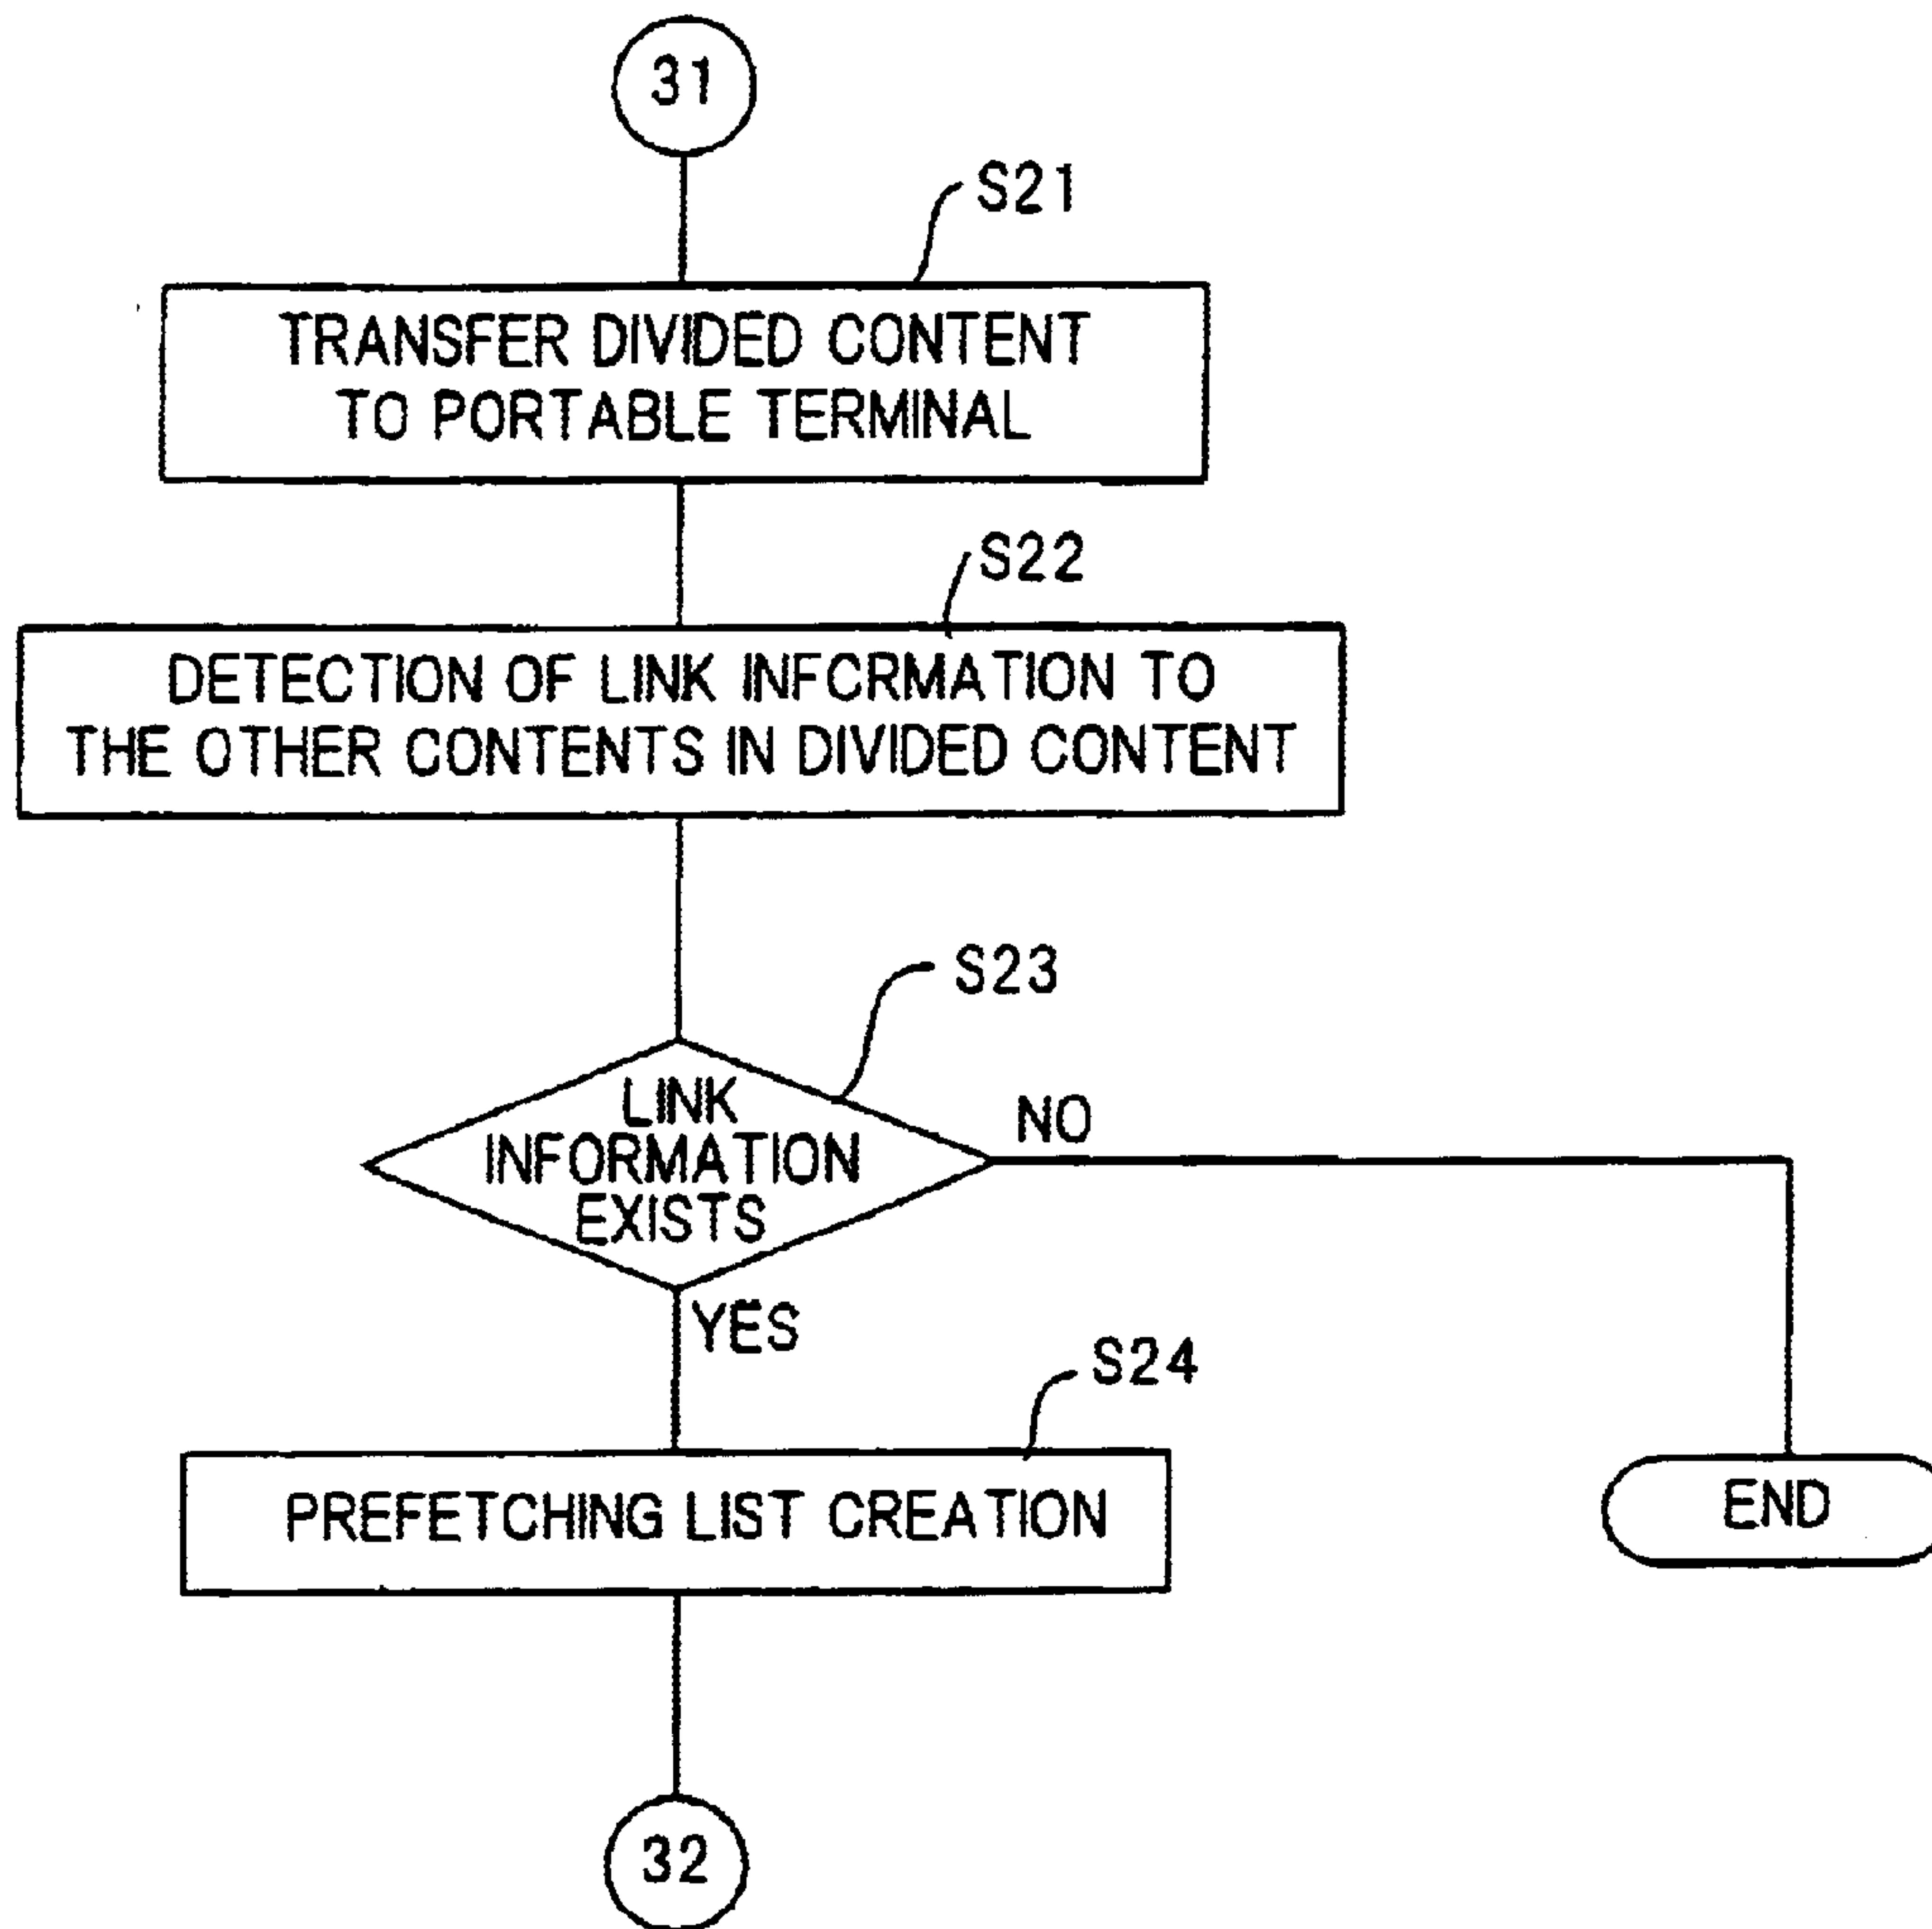 31
S21
TRANSFER DIVIDED CONTENT
TO PORTABLE TERMINAL
S22
DETECTION OF LINK INFCRMATION TO
THE OTHER CONTENTS IN DIVIDED CONTENT
S23
LINK
INFORMATION
EXISTS
NO
YES
S24
PREFETCHING LIST CREATION
END
32